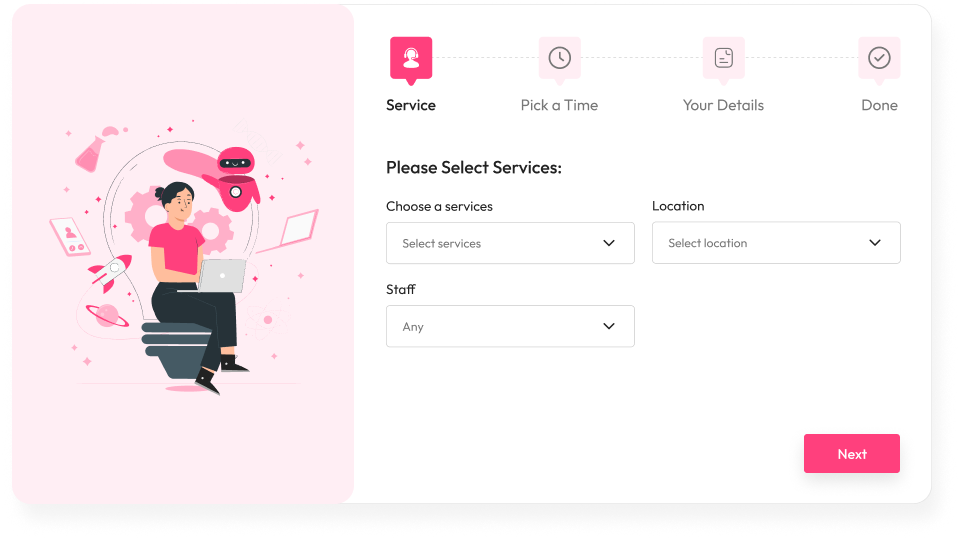 Service
Pick a Time
Your Details
Done
Please Select Services:
Choose a services
Location
Select services
Select location
Staff
Any
Next